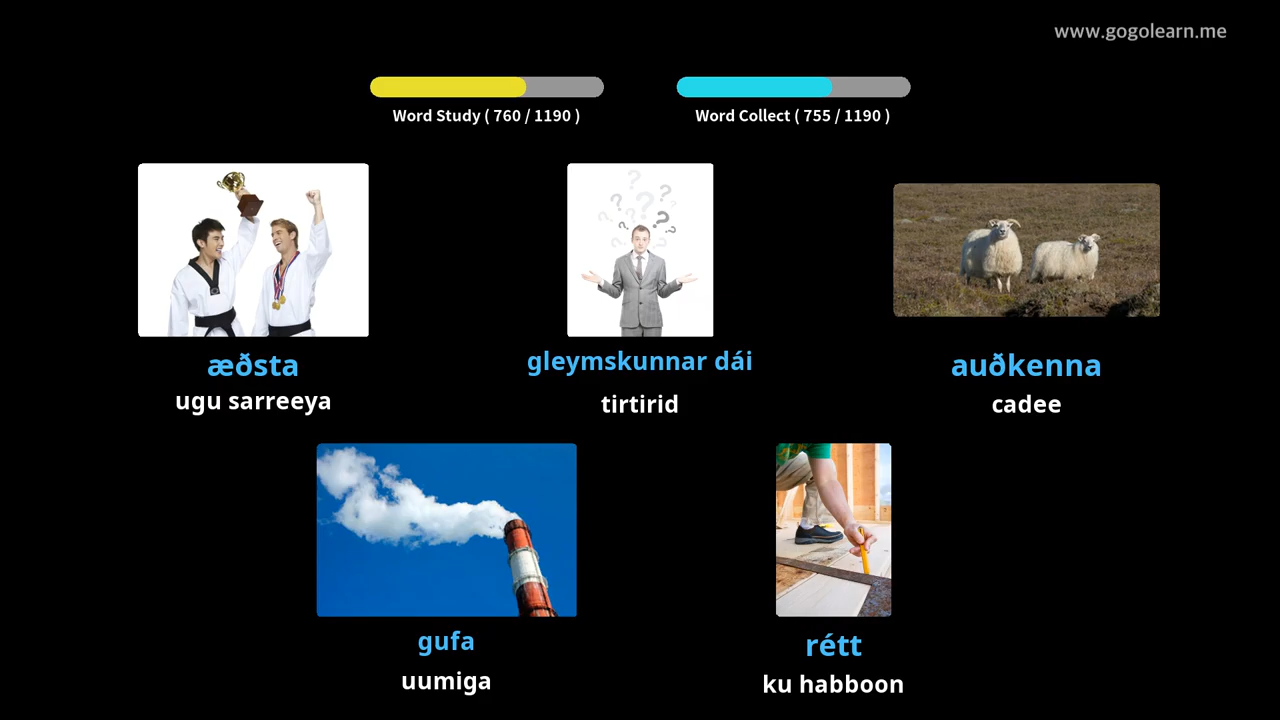 www.gogolearn.me
Word Study ( 760 / 1190 )
Word Collect ( 755 / 1190 )
æðsta
ugu sarreeya
gleymskunnar dái
tirtirid
auðkenna
cadee
gufa
uumiga
rétt
ku habboon